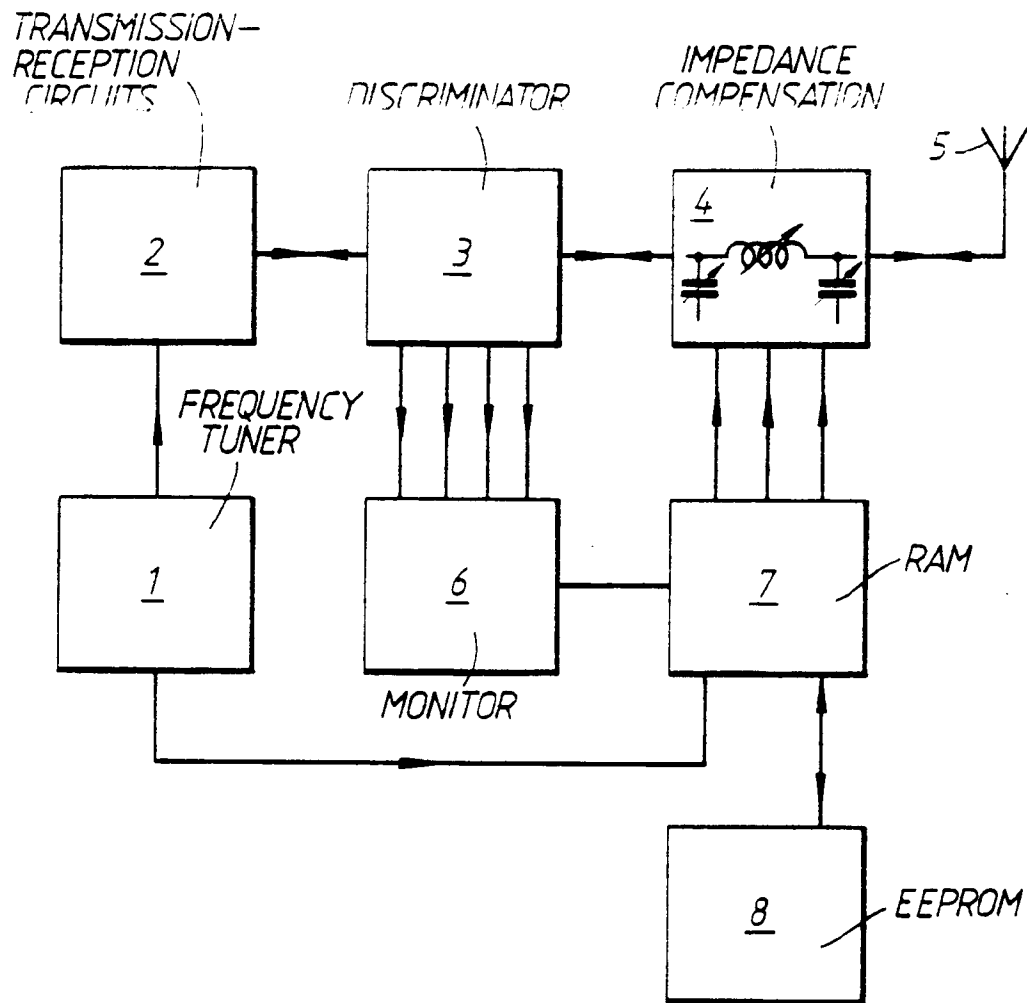 TRANSMISSION-
RECEPTION
CIRCUITS
DISCRIMINATOR
IMPEDANCE
COMPENSATION
5
2
3
4
FREQUENCY
TUNER
1
6
7
RAM
MONITOR
8
EEPROM